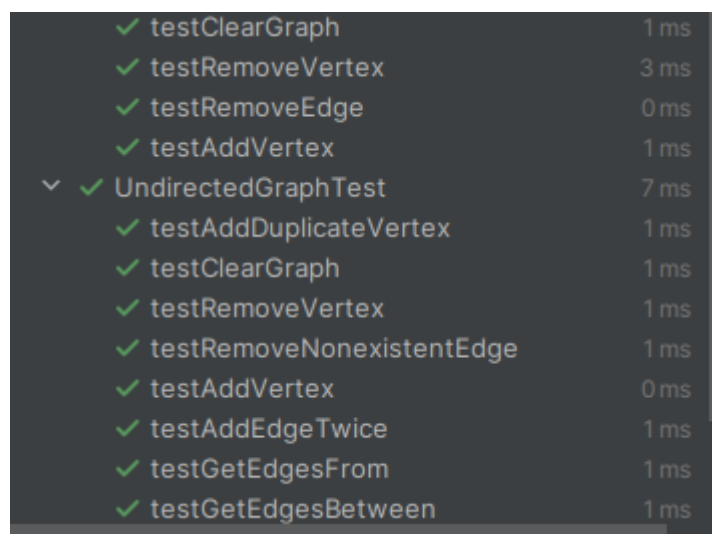 testClearGraph 1 ms
testRemoveVertex 3 ms
testRemoveEdge 0 ms
testAddVertex 1 ms
UndirectedGraphTest 7 ms
testAddDuplicateVertex 1 ms
testClearGraph 1 ms
testRemoveVertex 1 ms
testRemoveNonexistentEdge 1 ms
testAddVertex 0 ms
testAddEdgeTwice 1 ms
testGetEdgesFrom 1 ms
testGetEdgesBetween 1 ms